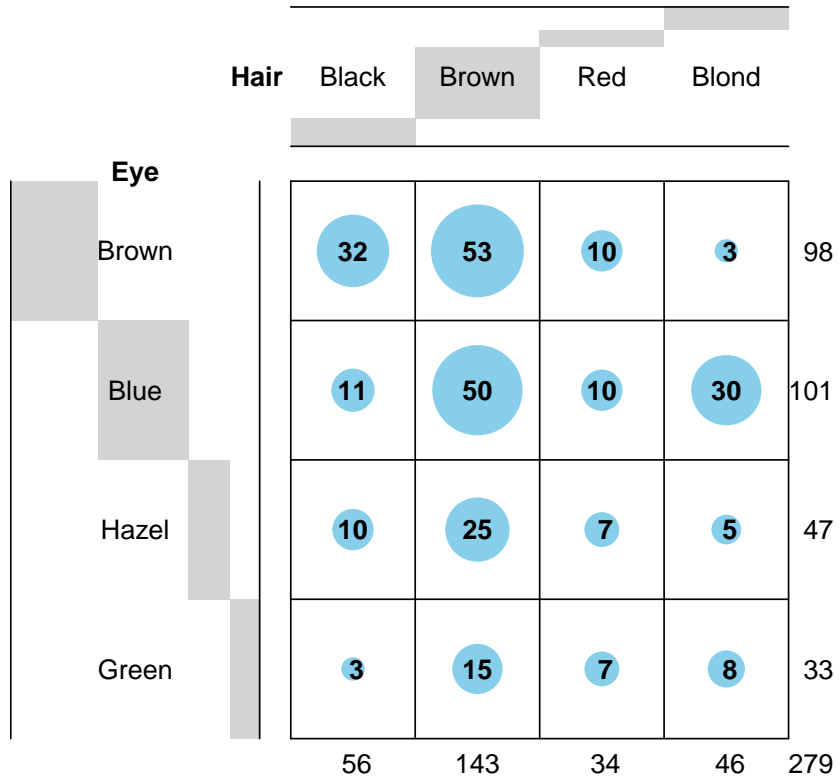 Hair Black Brown Red Blond
Eye
Brown 32 53 10 3 98
Blue 11 50 10 30 101
Hazel 10 25 7 5 47
Green 3 15 7 8 33
56 143 34 46 279